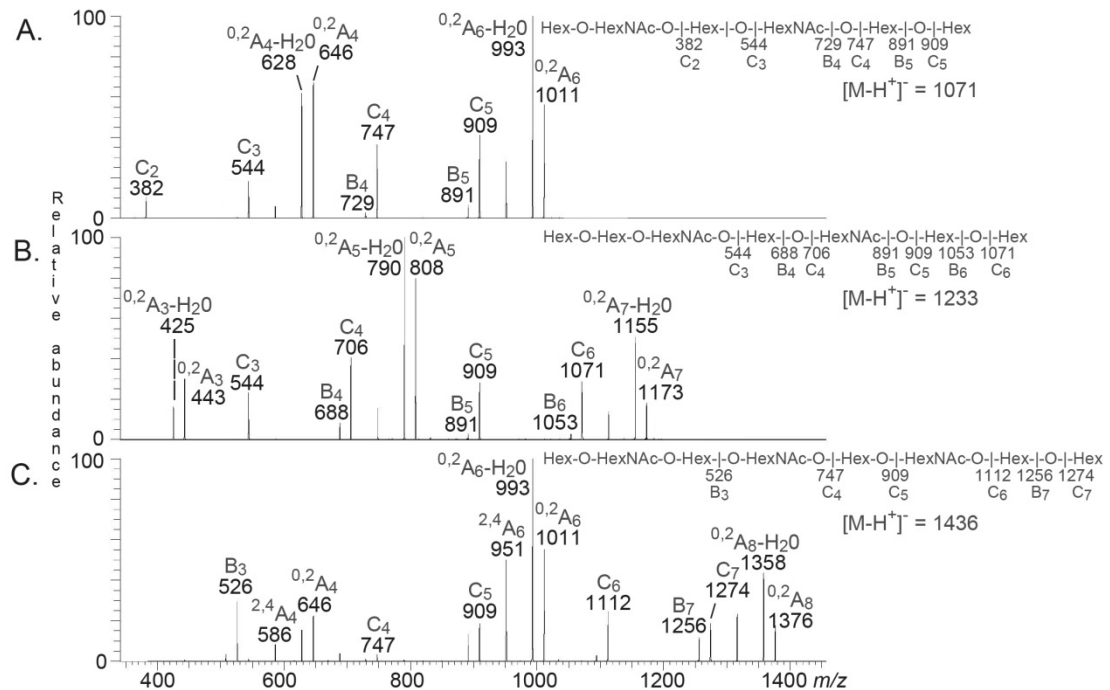 A.
100
0
0,2A4-H20
628
0,2A4
646
0,2A6-H20
993
0,2A6
1011
C2
382
C3
544
B4
729
C4
747
B5
891
C5
909
Hex-O-HexNAc-O-|-Hex-|-O-HexNAc-|-O-|-Hex-|-O-|-Hex
382 544 729 747 891 909
C2 C3 B4 C4 B5 C5
[M-H+]- = 1071
Relative abundance
B.
100
0
0,2A3-H20
425
0,2A3
443
C3
544
B4
688
C4
706
0,2A5-H20
790
0,2A5
808
B5
891
C5
909
B6
1053
C6
1071
0,2A7-H20
1155
0,2A7
1173
Hex-O-Hex-O-HexNAc-O-|-Hex-|-O-|-HexNAc-|-O-|-Hex-|-O-|-Hex
544 688 706 891 909 1053 1071
C3 B4 C4 B5 C5 B6 C6
[M-H+]- = 1233
C.
100
0
B3
526
2,4A4
586
0,2A4
646
C4
747
C5
909
2,4A6
951
0,2A6-H20
993
0,2A6
1011
C6
1112
B7
1256
C7
1274
0,2A8-H20
1358
0,2A8
1376
Hex-O-HexNAc-O-Hex-|-O-HexNAc-O-|-Hex-O-|-HexNAc-O-|-Hex-|-O-|-Hex
526 747 909 1112 1256 1274
B3 C4 C5 C6 B7 C7
[M-H+]- = 1436
400 600 800 1000 1200 1400
m/z